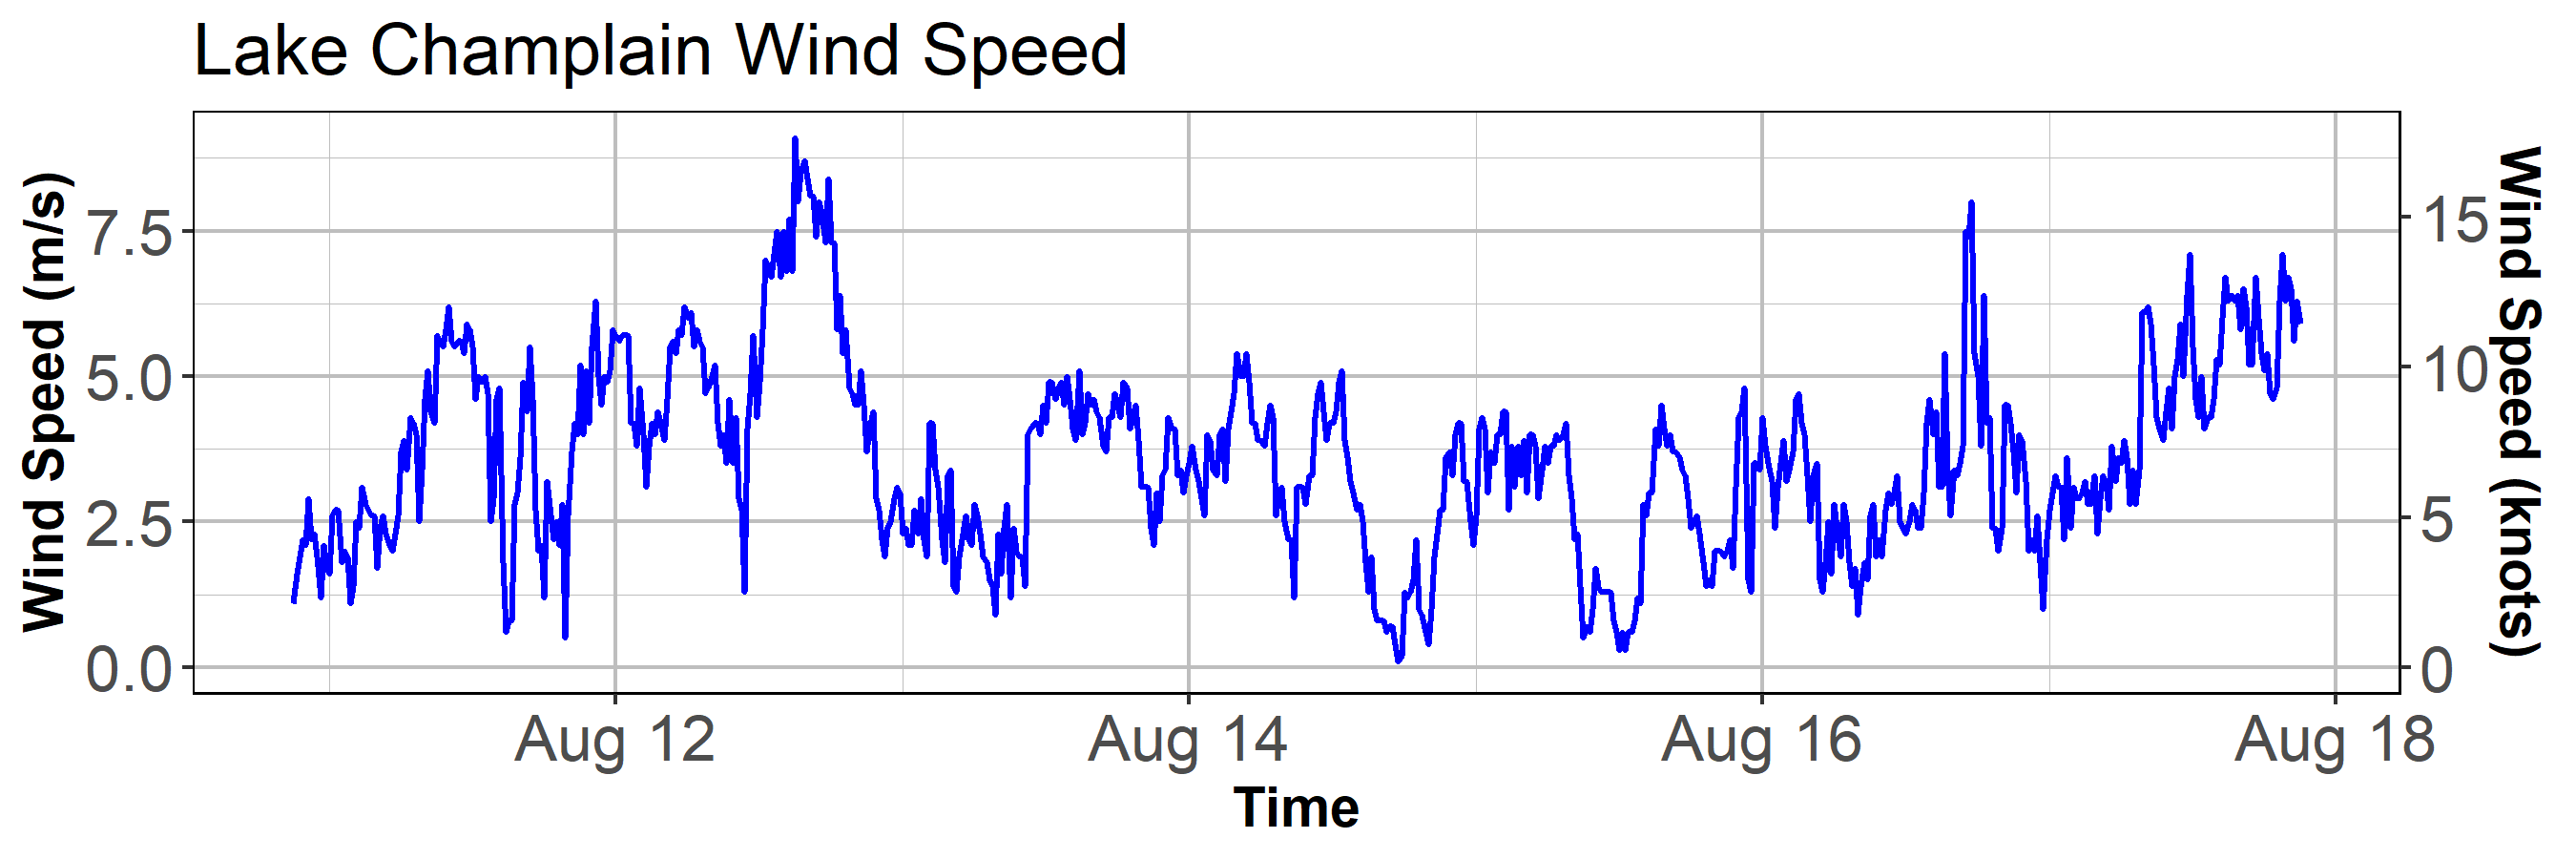 Lake Champlain Wind Speed
Wind Speed (m/s)
7.5
5.0
2.5
0.0
15
10
5
0
Wind Speed (knots)
Aug 12
Aug 14
Aug 16
Aug 18
Time